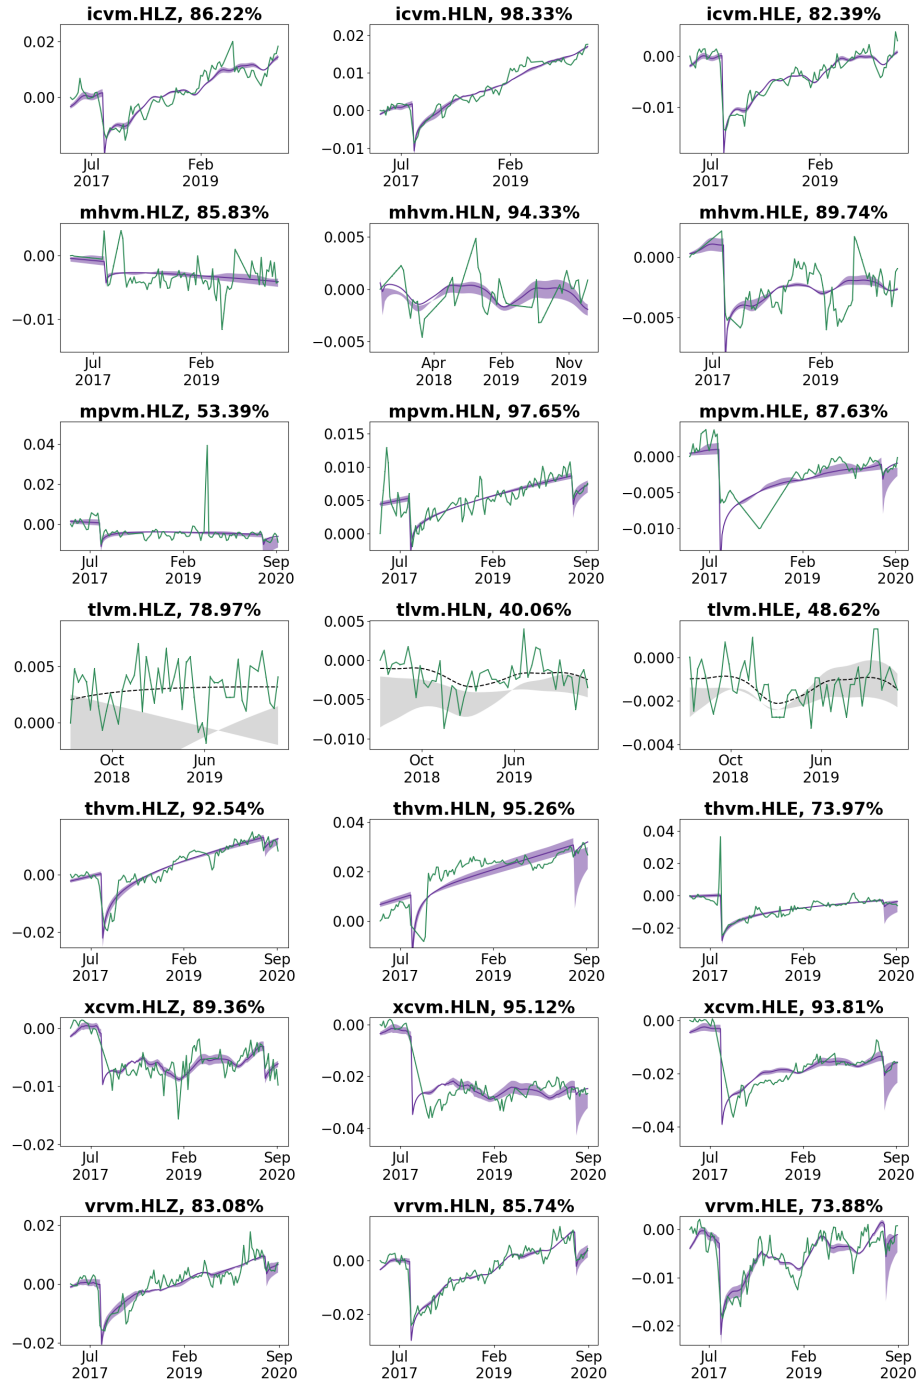 icvm.HLZ, 86.22% icvm.HLN, 98.33% icvm.HLE, 82.39%
0.02 0.02
0.00 0.01 0.00
0.00 −0.01
−0.01
Jul 2017 Feb 2019 Jul 2017 Feb 2019 Jul 2017 Feb 2019
mhvm.HLZ, 85.83% mhvm.HLN, 94.33% mhvm.HLE, 89.74%
0.00 0.005 0.000
−0.01 0.000 −0.005
−0.005
Jul 2017 Feb 2019 Apr 2018 Feb 2019 Nov 2019 Jul 2017 Feb 2019
mpvm.HLZ, 53.39% mpvm.HLN, 97.65% mpvm.HLE, 87.63%
0.04 0.015 0.000
0.02 0.010 −0.005
0.00 0.005 −0.010
0.000
Jul 2017 Feb 2019 Sep 2020 Jul 2017 Feb 2019 Sep 2020 Jul 2017 Feb 2019 Sep 2020
tlvm.HLZ, 78.97% tlvm.HLN, 40.06% tlvm.HLE, 48.62%
0.005 0.005 0.000
0.000 0.000 −0.002
−0.005 −0.004
−0.010
Oct 2018 Jun 2019 Oct 2018 Jun 2019 Oct 2018 Jun 2019
thvm.HLZ, 92.54% thvm.HLN, 95.26% thvm.HLE, 73.97%
0.00 0.04 0.04
−0.02 0.02 0.02
0.00 0.00
−0.02
Jul 2017 Feb 2019 Sep 2020 Jul 2017 Feb 2019 Sep 2020 Jul 2017 Feb 2019 Sep 2020
xcvm.HLZ, 89.36% xcvm.HLN, 95.12% xcvm.HLE, 93.81%
0.00 0.00 0.00
−0.01 −0.02 −0.02
−0.02 −0.04 −0.04
Jul 2017 Feb 2019 Sep 2020 Jul 2017 Feb 2019 Sep 2020 Jul 2017 Feb 2019 Sep 2020
vrvm.HLZ, 83.08% vrvm.HLN, 85.74% vrvm.HLE, 73.88%
0.02 0.00 0.00
0.00 −0.02 −0.01
−0.02 −0.02
Jul 2017 Feb 2019 Sep 2020 Jul 2017 Feb 2019 Sep 2020 Jul 2017 Feb 2019 Sep 2020